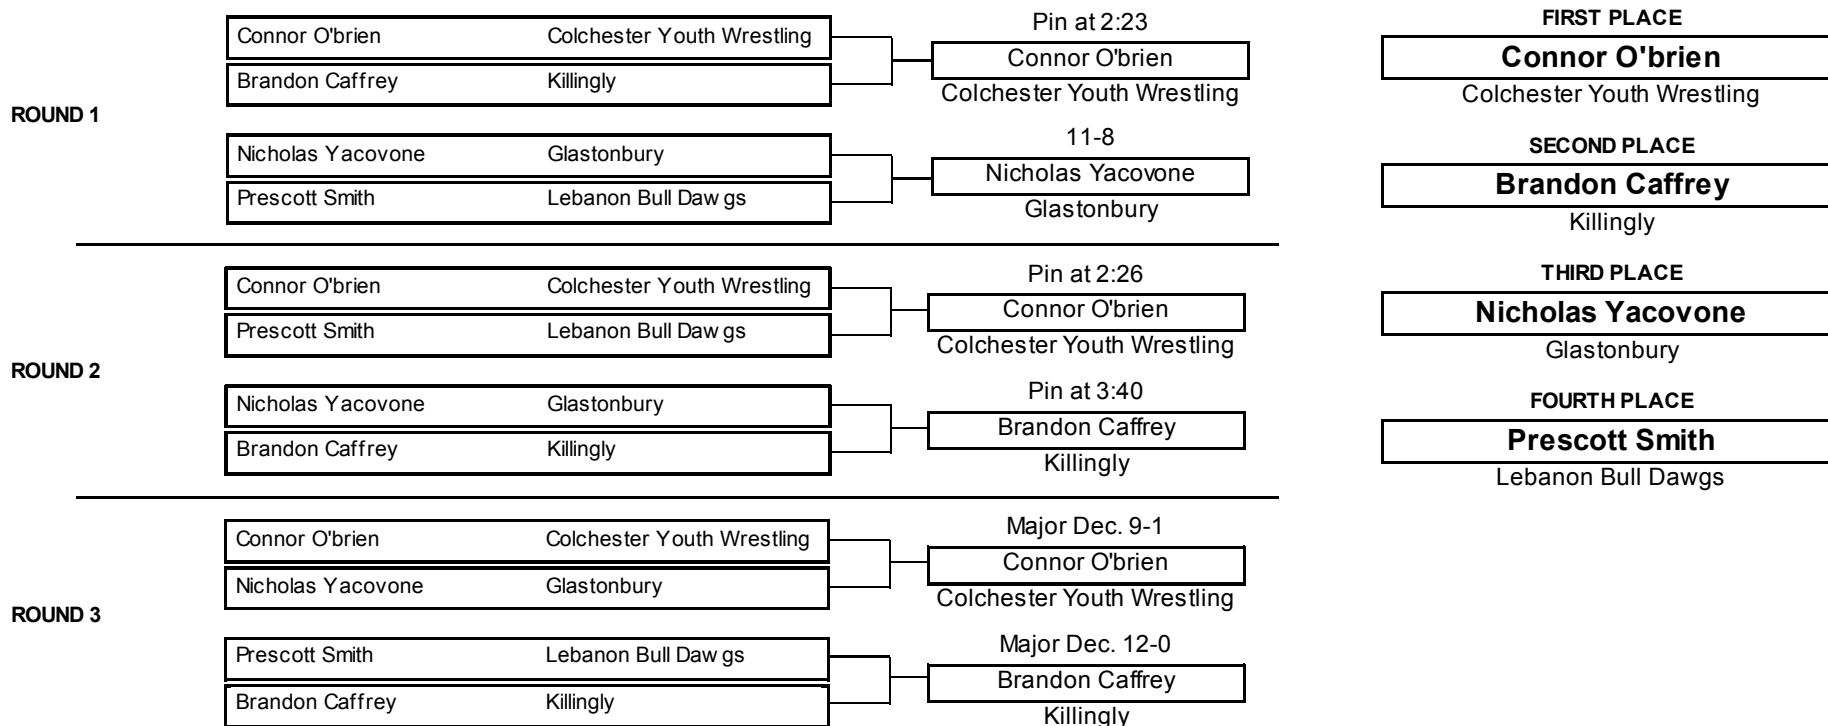 ROUND 1
Connor O'brien Colchester Youth Wrestling
Brandon Caffrey Killingly
Pin at 2:23
Connor O'brien
Colchester Youth Wrestling
Nicholas Yacovone Glastonbury
Prescott Smith Lebanon Bull Dawgs
11-8
Nicholas Yacovone
Glastonbury
ROUND 2
Connor O'brien Colchester Youth Wrestling
Prescott Smith Lebanon Bull Dawgs
Pin at 2:26
Connor O'brien
Colchester Youth Wrestling
Nicholas Yacovone Glastonbury
Brandon Caffrey Killingly
Pin at 3:40
Brandon Caffrey
Killingly
ROUND 3
Connor O'brien Colchester Youth Wrestling
Nicholas Yacovone Glastonbury
Major Dec. 9-1
Connor O'brien
Colchester Youth Wrestling
Prescott Smith Lebanon Bull Dawgs
Brandon Caffrey Killingly
Major Dec. 12-0
Brandon Caffrey
Killingly
FIRST PLACE
Connor O'brien
Colchester Youth Wrestling
SECOND PLACE
Brandon Caffrey
Killingly
THIRD PLACE
Nicholas Yacovone
Glastonbury
FOURTH PLACE
Prescott Smith
Lebanon Bull Dawgs